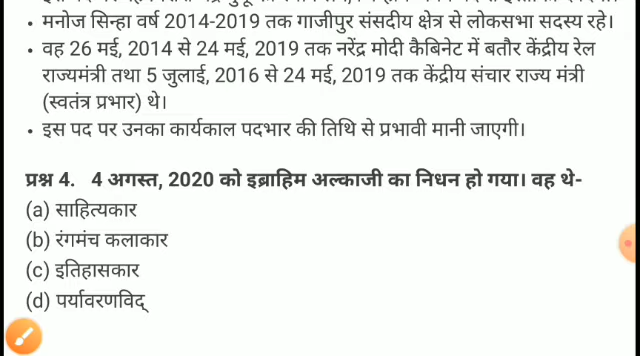 • मनोज सिन्हा वर्ष 2014-2019 तक गाजीपुर संसदीय क्षेत्र से लोकसभा सदस्य रहे।
• वह 26 मई, 2014 से 24 मई, 2019 तक नरेंद्र मोदी कैबिनेट में बतौर केंद्रीय रेल
राज्यमंत्री तथा 5 जुलाई, 2016 से 24 मई, 2019 तक केंद्रीय संचार राज्य मंत्री
(स्वतंत्र प्रभार) थे।
• इस पद पर उनका कार्यकाल पदभार की तिथि से प्रभावी मानी जाएगी।
प्रश्न 4. 4 अगस्त, 2020 को इब्राहिम अल्काजी का निधन हो गया। वह थे-
(a) साहित्यकार
(b) रंगमंच कलाकार
(c) इतिहासकार
(d) पर्यावरणविद्